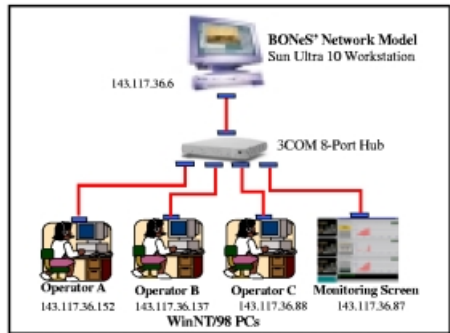 BONeS+ Network Model
Sun Ultra 10 Workstation
143.117.36.6
3COM 8-Port Hub
Operator A
Operator B
Operator C
Monitoring Screen
143.117.36.152
143.117.36.137
143.117.36.88
143.117.36.87
WinNT/98 PCs